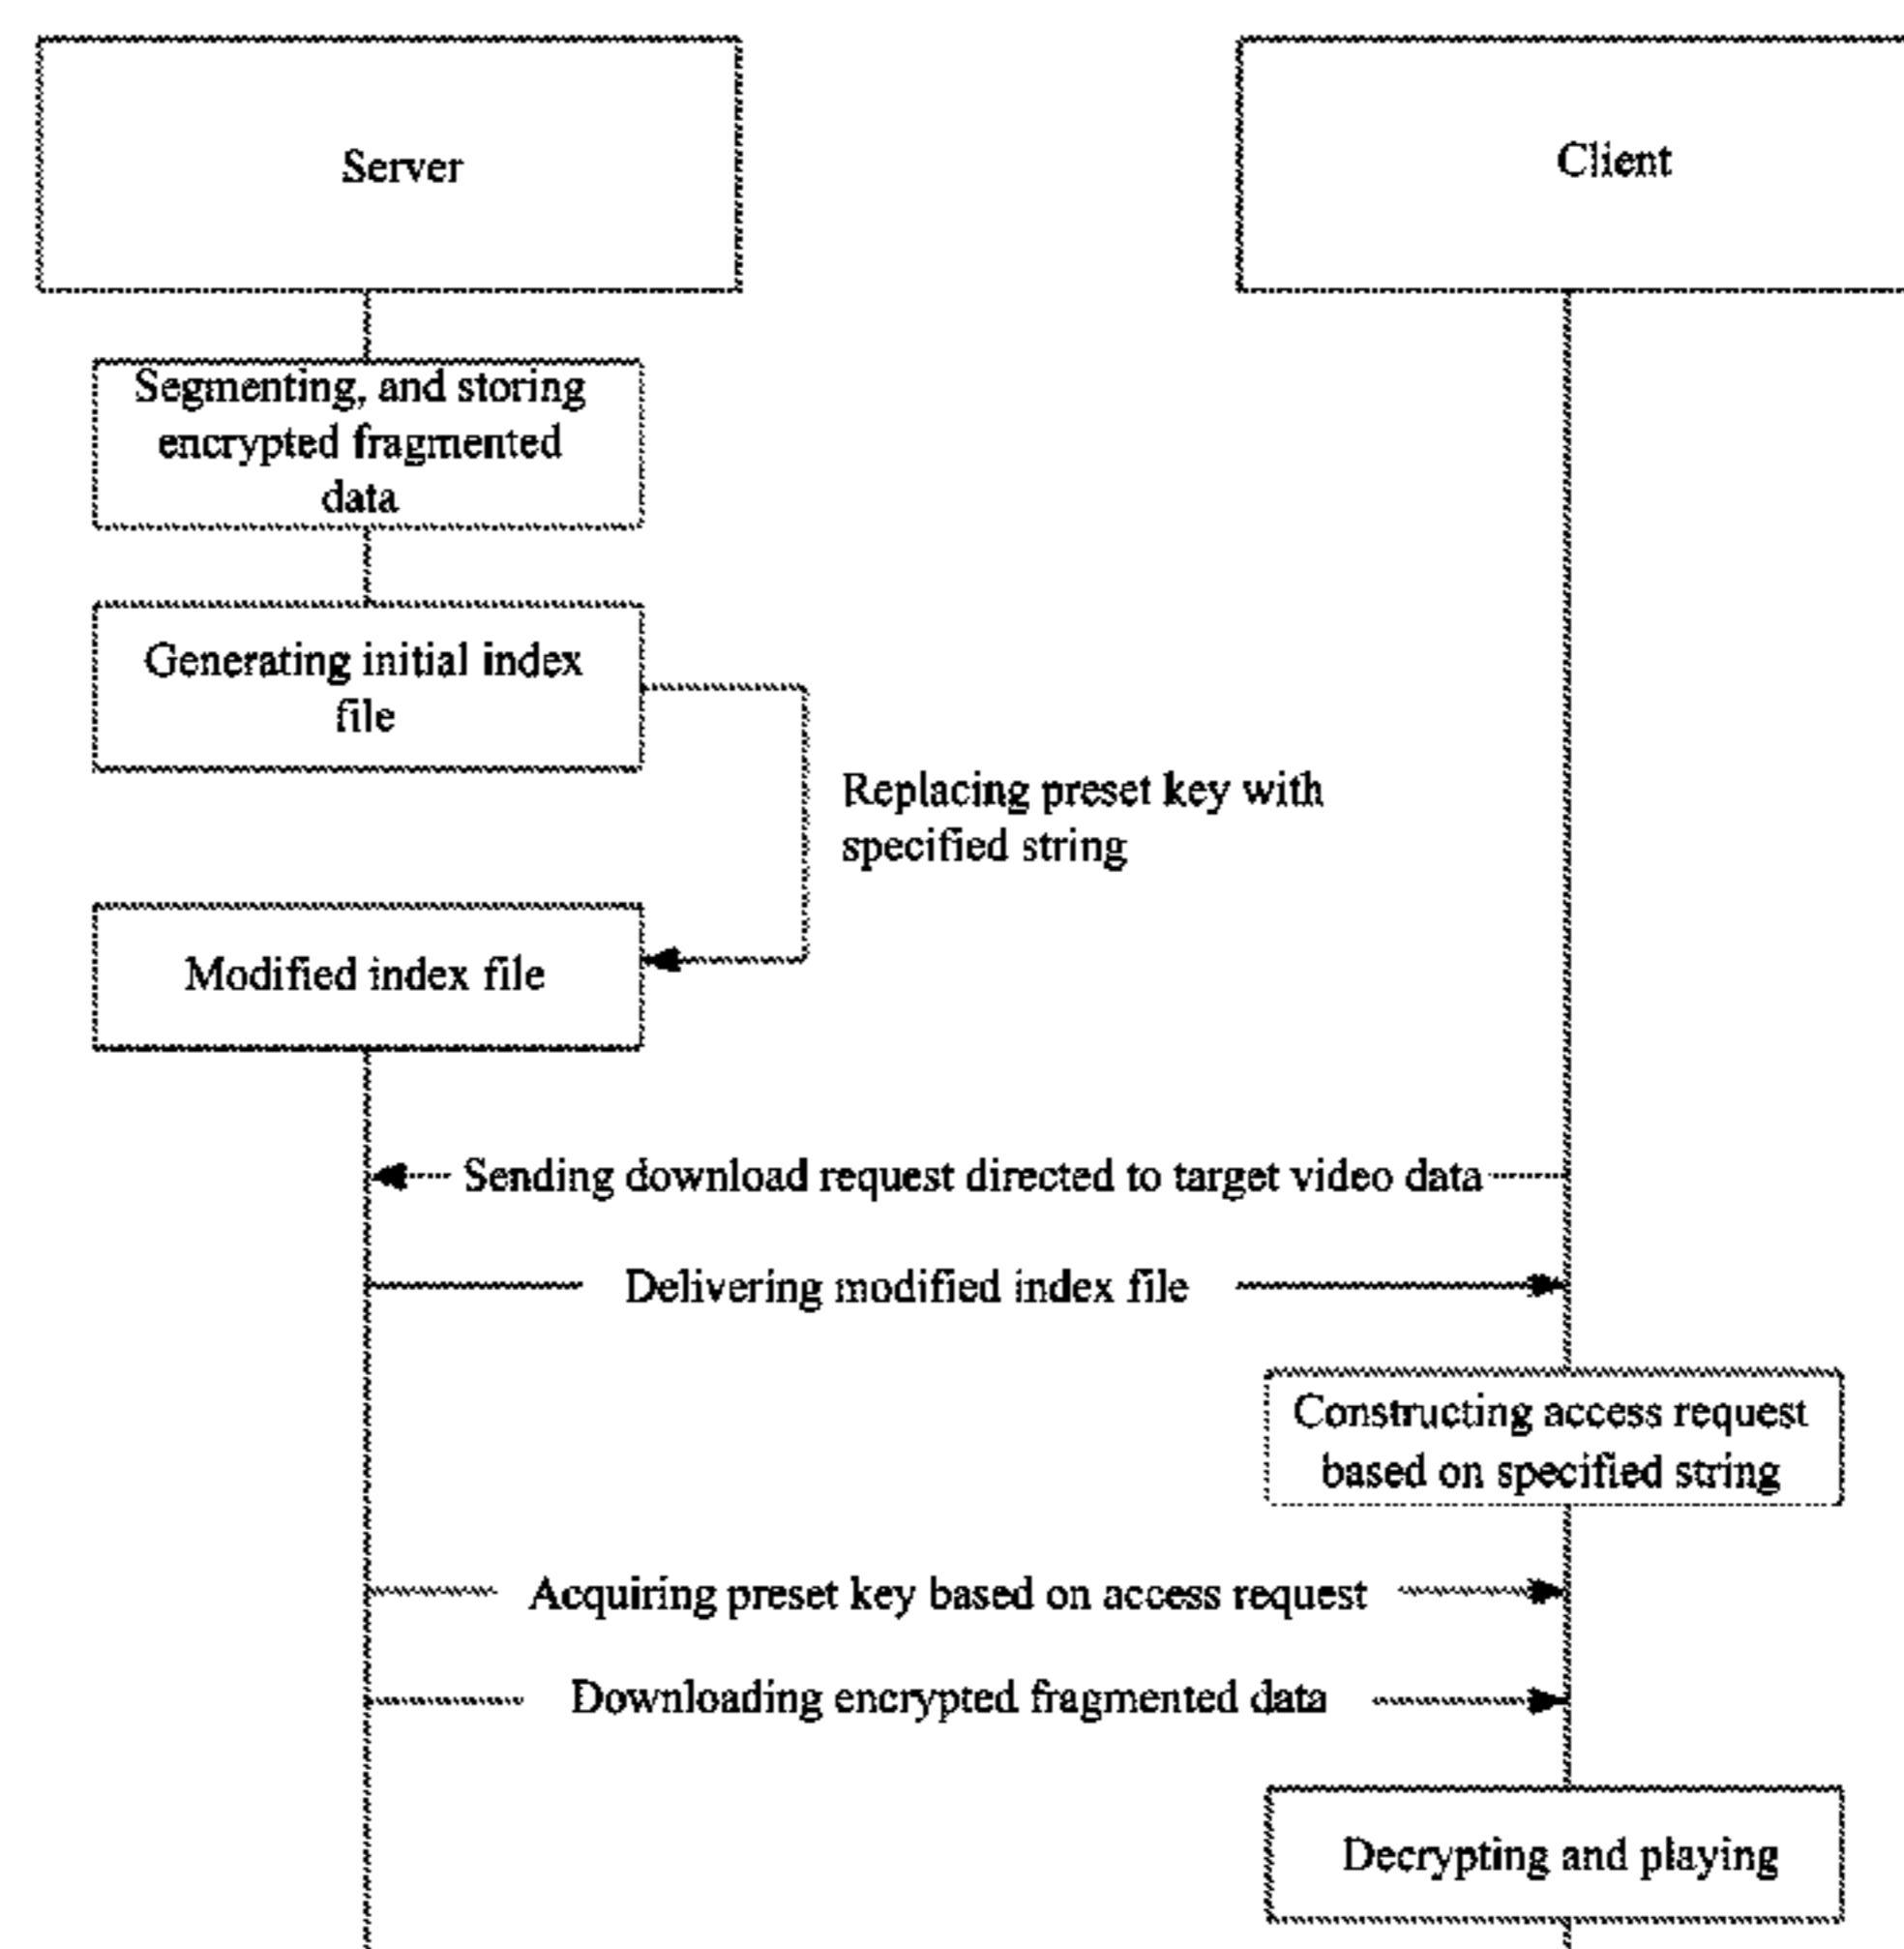 Server
Client
Segmenting, and storing
encrypted fragmented
data
Generating initial index
file
Replacing preset key with
specified string
Modified index file
Sending download request directed to target video data
Delivering modified index file
Constructing access request
based on specified string
Acquiring preset key based on access request
Downloading encrypted fragmented data
Decrypting and playing